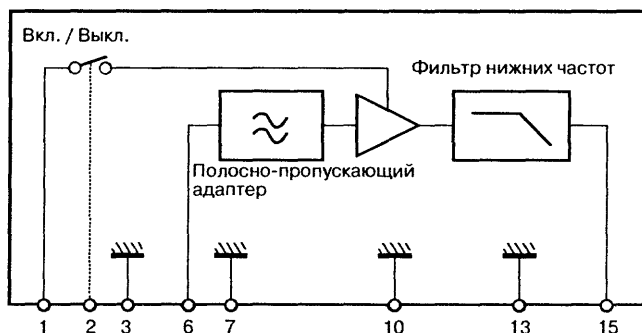 Вкл. / Выкл.
Фильтр нижних частот
Полосно-пропускающий
адаптер
1 2 3 6 7 10 13 15